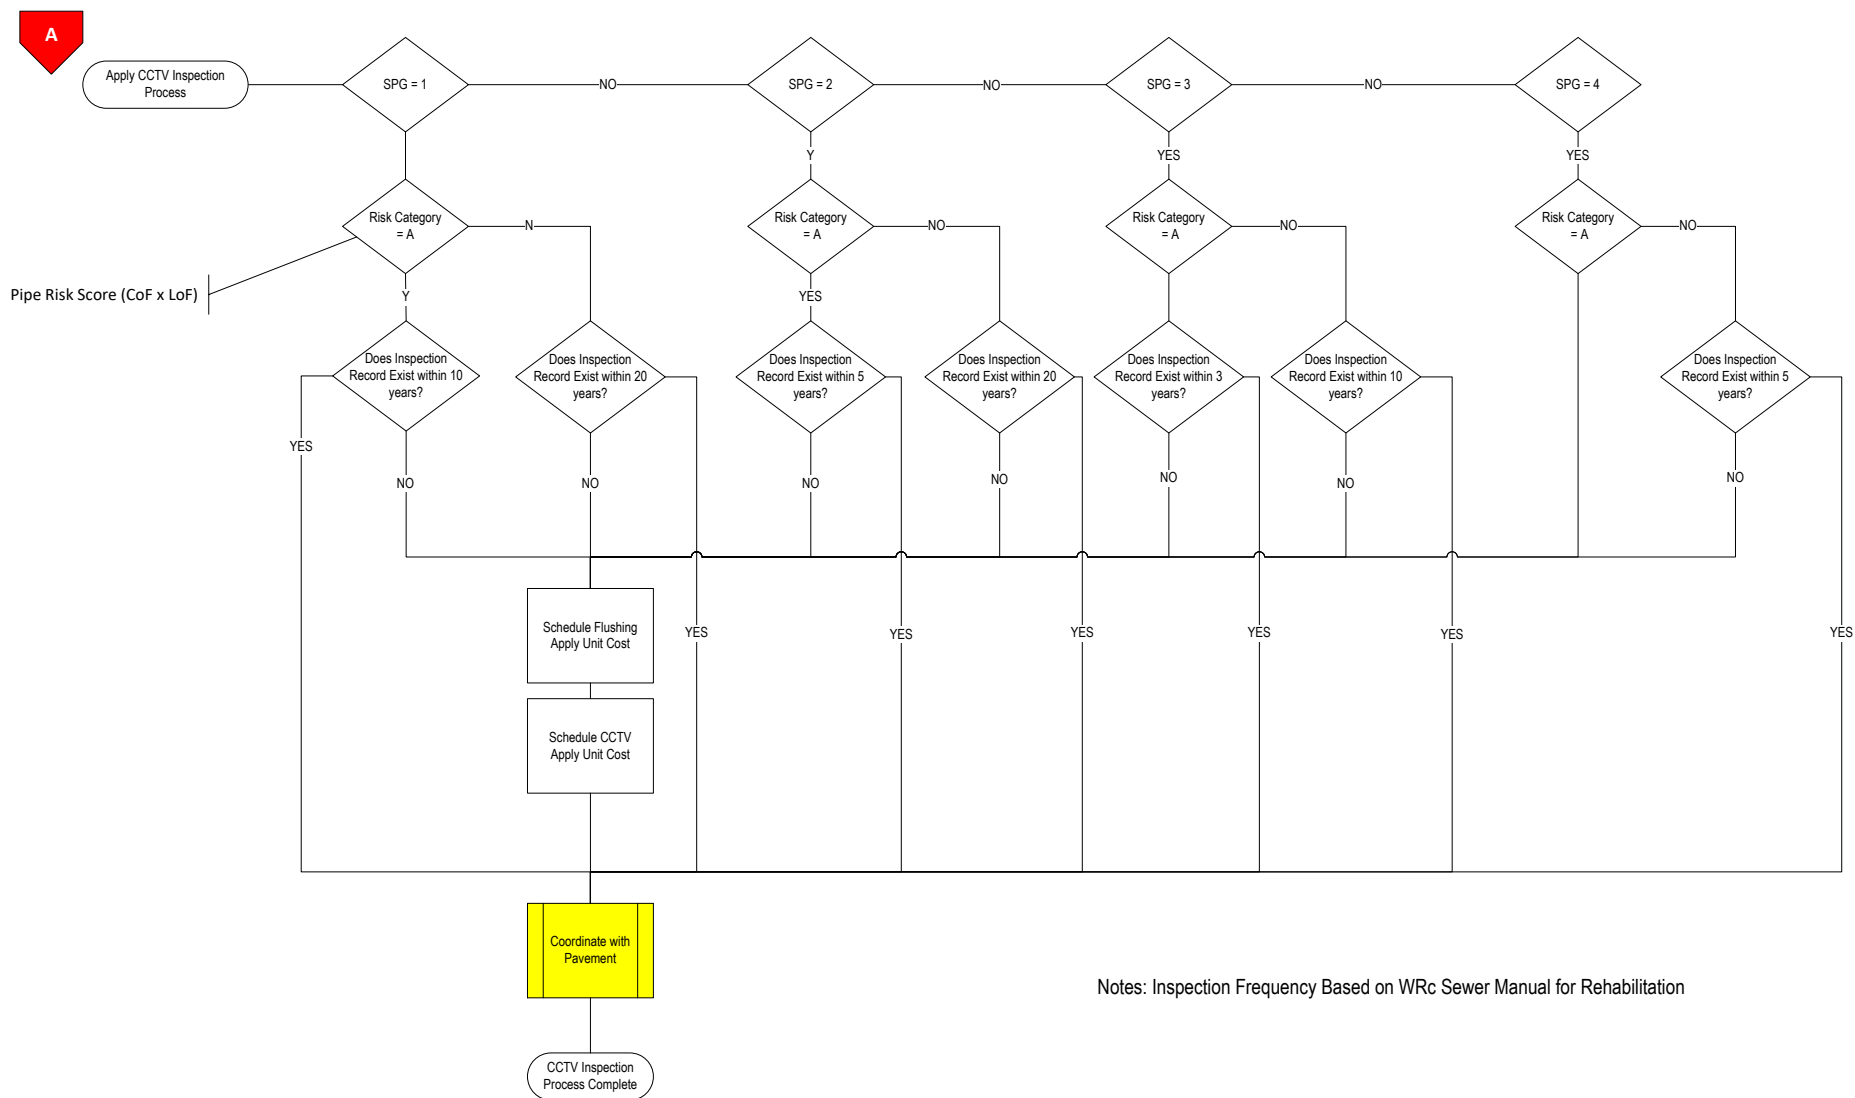 A
Apply CCTV Inspection
Process
SPG = 1
NO
SPG = 2
NO
SPG = 3
NO
SPG = 4
Y
YES
YES
Risk Category
= A
N
Risk Category
= A
NO
Risk Category
= A
NO
Risk Category
= A
NO
Pipe Risk Score (CoF x LoF)
Y
YES
Does Inspection
Record Exist within 10
years?
Does Inspection
Record Exist within 20
years?
Does Inspection
Record Exist within 5
years?
Does Inspection
Record Exist within 20
years?
Does Inspection
Record Exist within 3
years?
Does Inspection
Record Exist within 10
years?
Does Inspection
Record Exist within 5
years?
YES
NO
NO
NO
NO
NO
NO
NO
Schedule Flushing
Apply Unit Cost
YES
YES
YES
YES
YES
YES
Schedule CCTV
Apply Unit Cost
Coordinate with
Pavement
Notes: Inspection Frequency Based on WRc Sewer Manual for Rehabilitation
CCTV Inspection
Process Complete